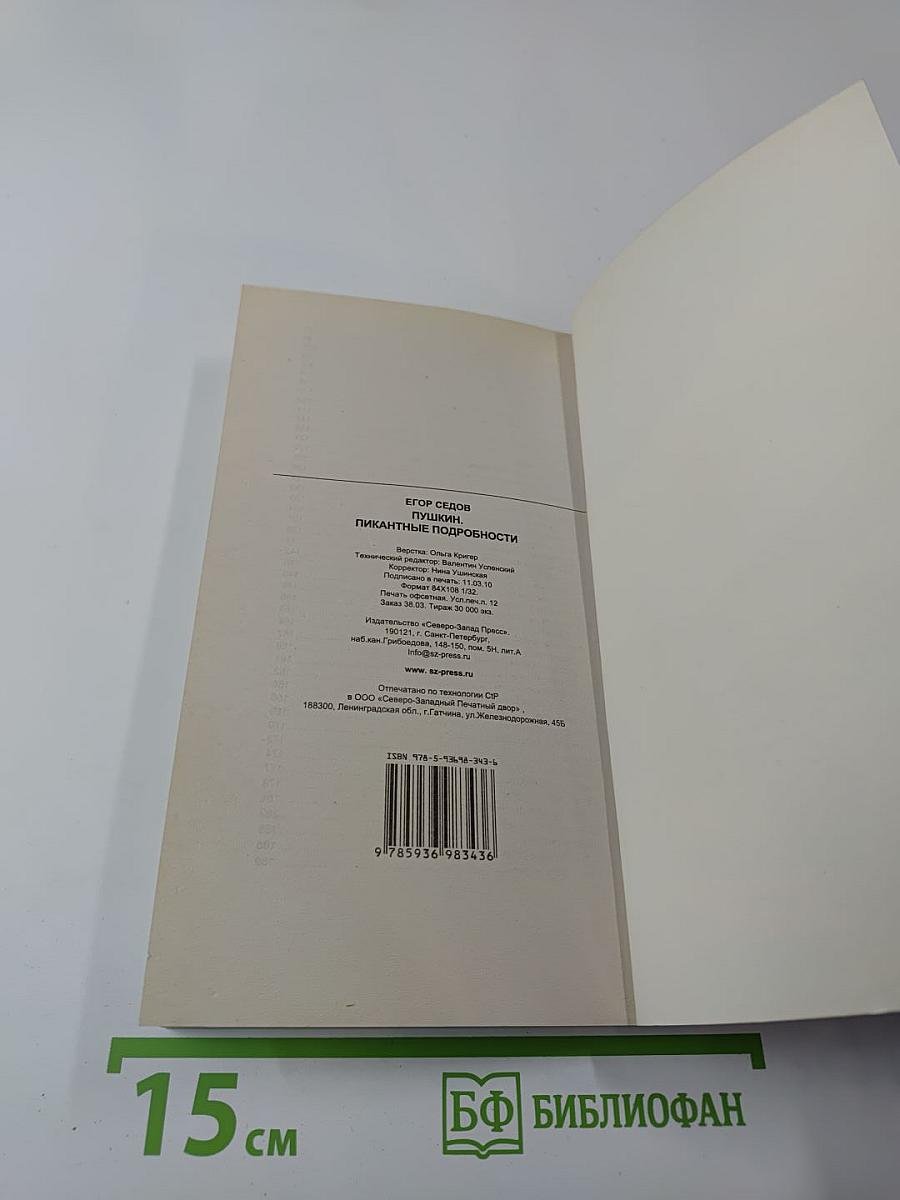 ЕГОР СЕДОВ
ПУШКИН.
ПИКАНТНЫЕ ПОДРОБНОСТИ
Верстка: Ольга Кригер
Технический редактор: Валентин Успенский
Корректор: Нина Ушинская
Подписано в печать: 11.03.10
Формат 84X108 1/32.
Печать офсетная. Усл.печ.л. 12
Заказ 38.03. Тираж 30 000 экз.
Издательство «Северо-Запад Пресс».
190121, г. Санкт-Петербург,
наб.кан.Грибоедова, 148-150, пом. 5Н, лит.А
Info@sz-press.ru
www. sz-press.ru
Отпечатано по технологии CtP
в ООО «Северо-Западный Печатный двор» ,
188300, Ленинградская обл., г.Гатчина, ул.Железнодорожная, 45Б
ISBN 978-5-93698-343-6
9 785936 983436
15 см
БФ БИБЛИОФАН